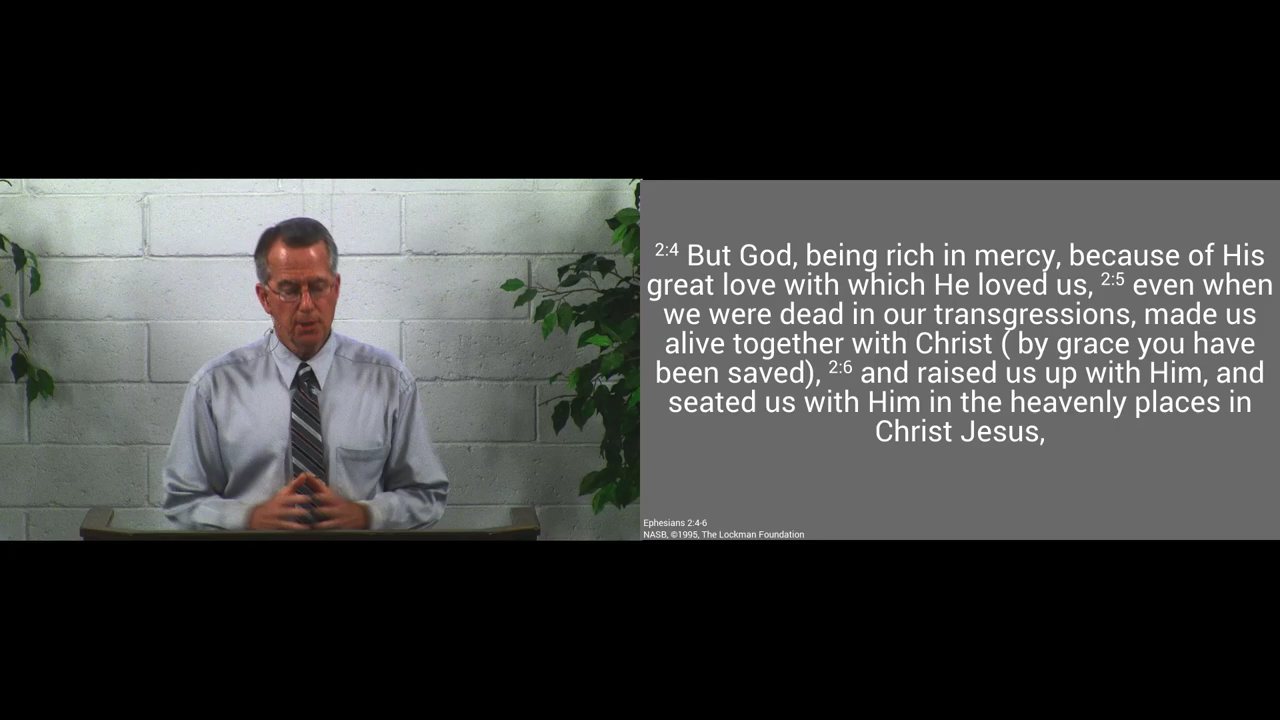 2:4 But God, being rich in mercy, because of His
great love with which He loved us, 2:5 even when
we were dead in our transgressions, made us
alive together with Christ ( by grace you have
been saved), 2:6 and raised us up with Him, and
seated us with Him in the heavenly places in
Christ Jesus,
Ephesians 2:4-6
NASB, ©1995, The Lockman Foundation